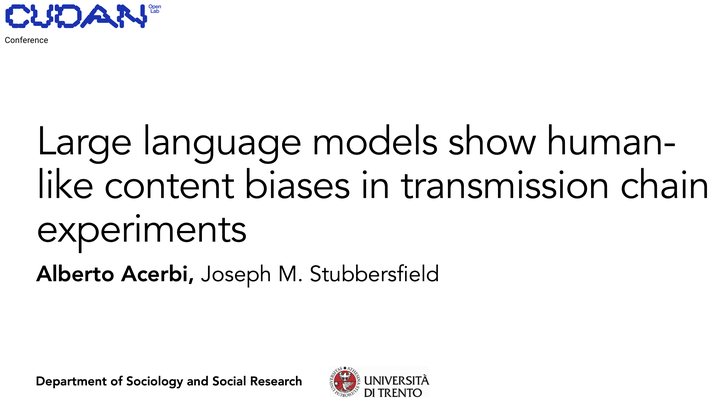 CUDAN Open
Lab
Conference
Large language models show human-
like content biases in transmission chain
experiments
Alberto Acerbi, Joseph M. Stubbersfield
Department of Sociology and Social Research
UNIVERSITÀ
DI TRENTO